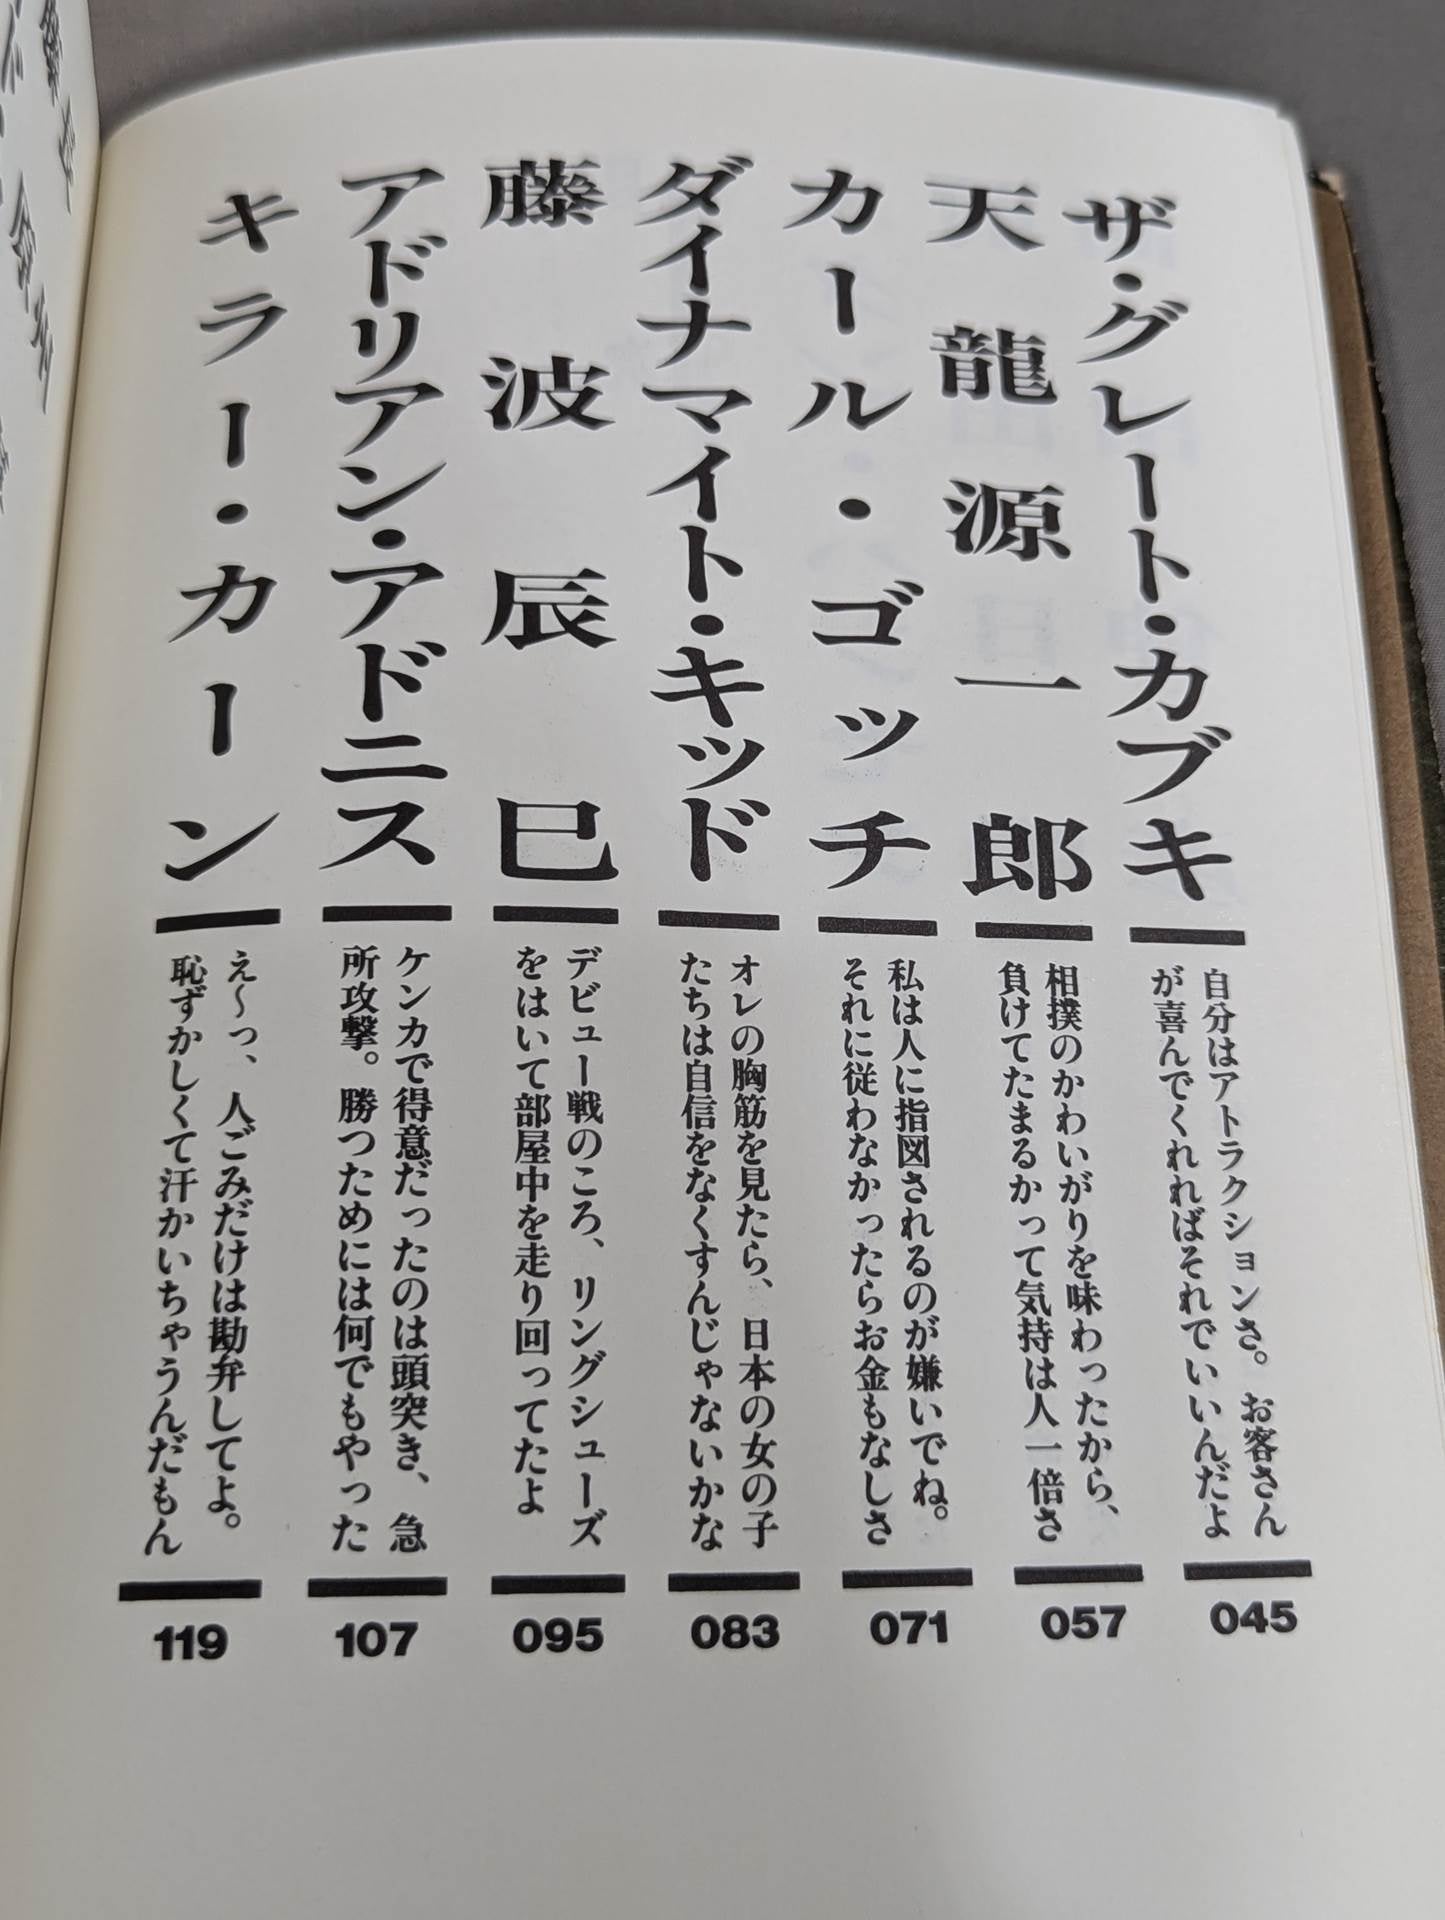 ザ・グレート・カブキ
自分はアトラクションさ。お客さん
が喜んでくれればそれでいいんだよ
045
天龍源一郎
相撲のかわいがりを味わったから、
負けてたまるかって気持は人一倍さ
057
カール・ゴッチ
私は人に指図されるのが嫌いでね。
それに従わなかったらお金もなしさ
071
ダイナマイト・キッド
オレの胸筋を見たら、日本の女の子
たちは自信をなくすんじゃないかな
083
藤波辰巳
デビュー戦のころ、リングシューズ
をはいて部屋中を走り回ってたよ
095
アドリアン・アドニス
ケンカで得意だったのは頭突き、急
所攻撃。勝つためには何でもやった
107
キラー・カーン
え〜っ、人ごみだけは勘弁してよ。
恥ずかしくて汗かいちゃうんだもん
119